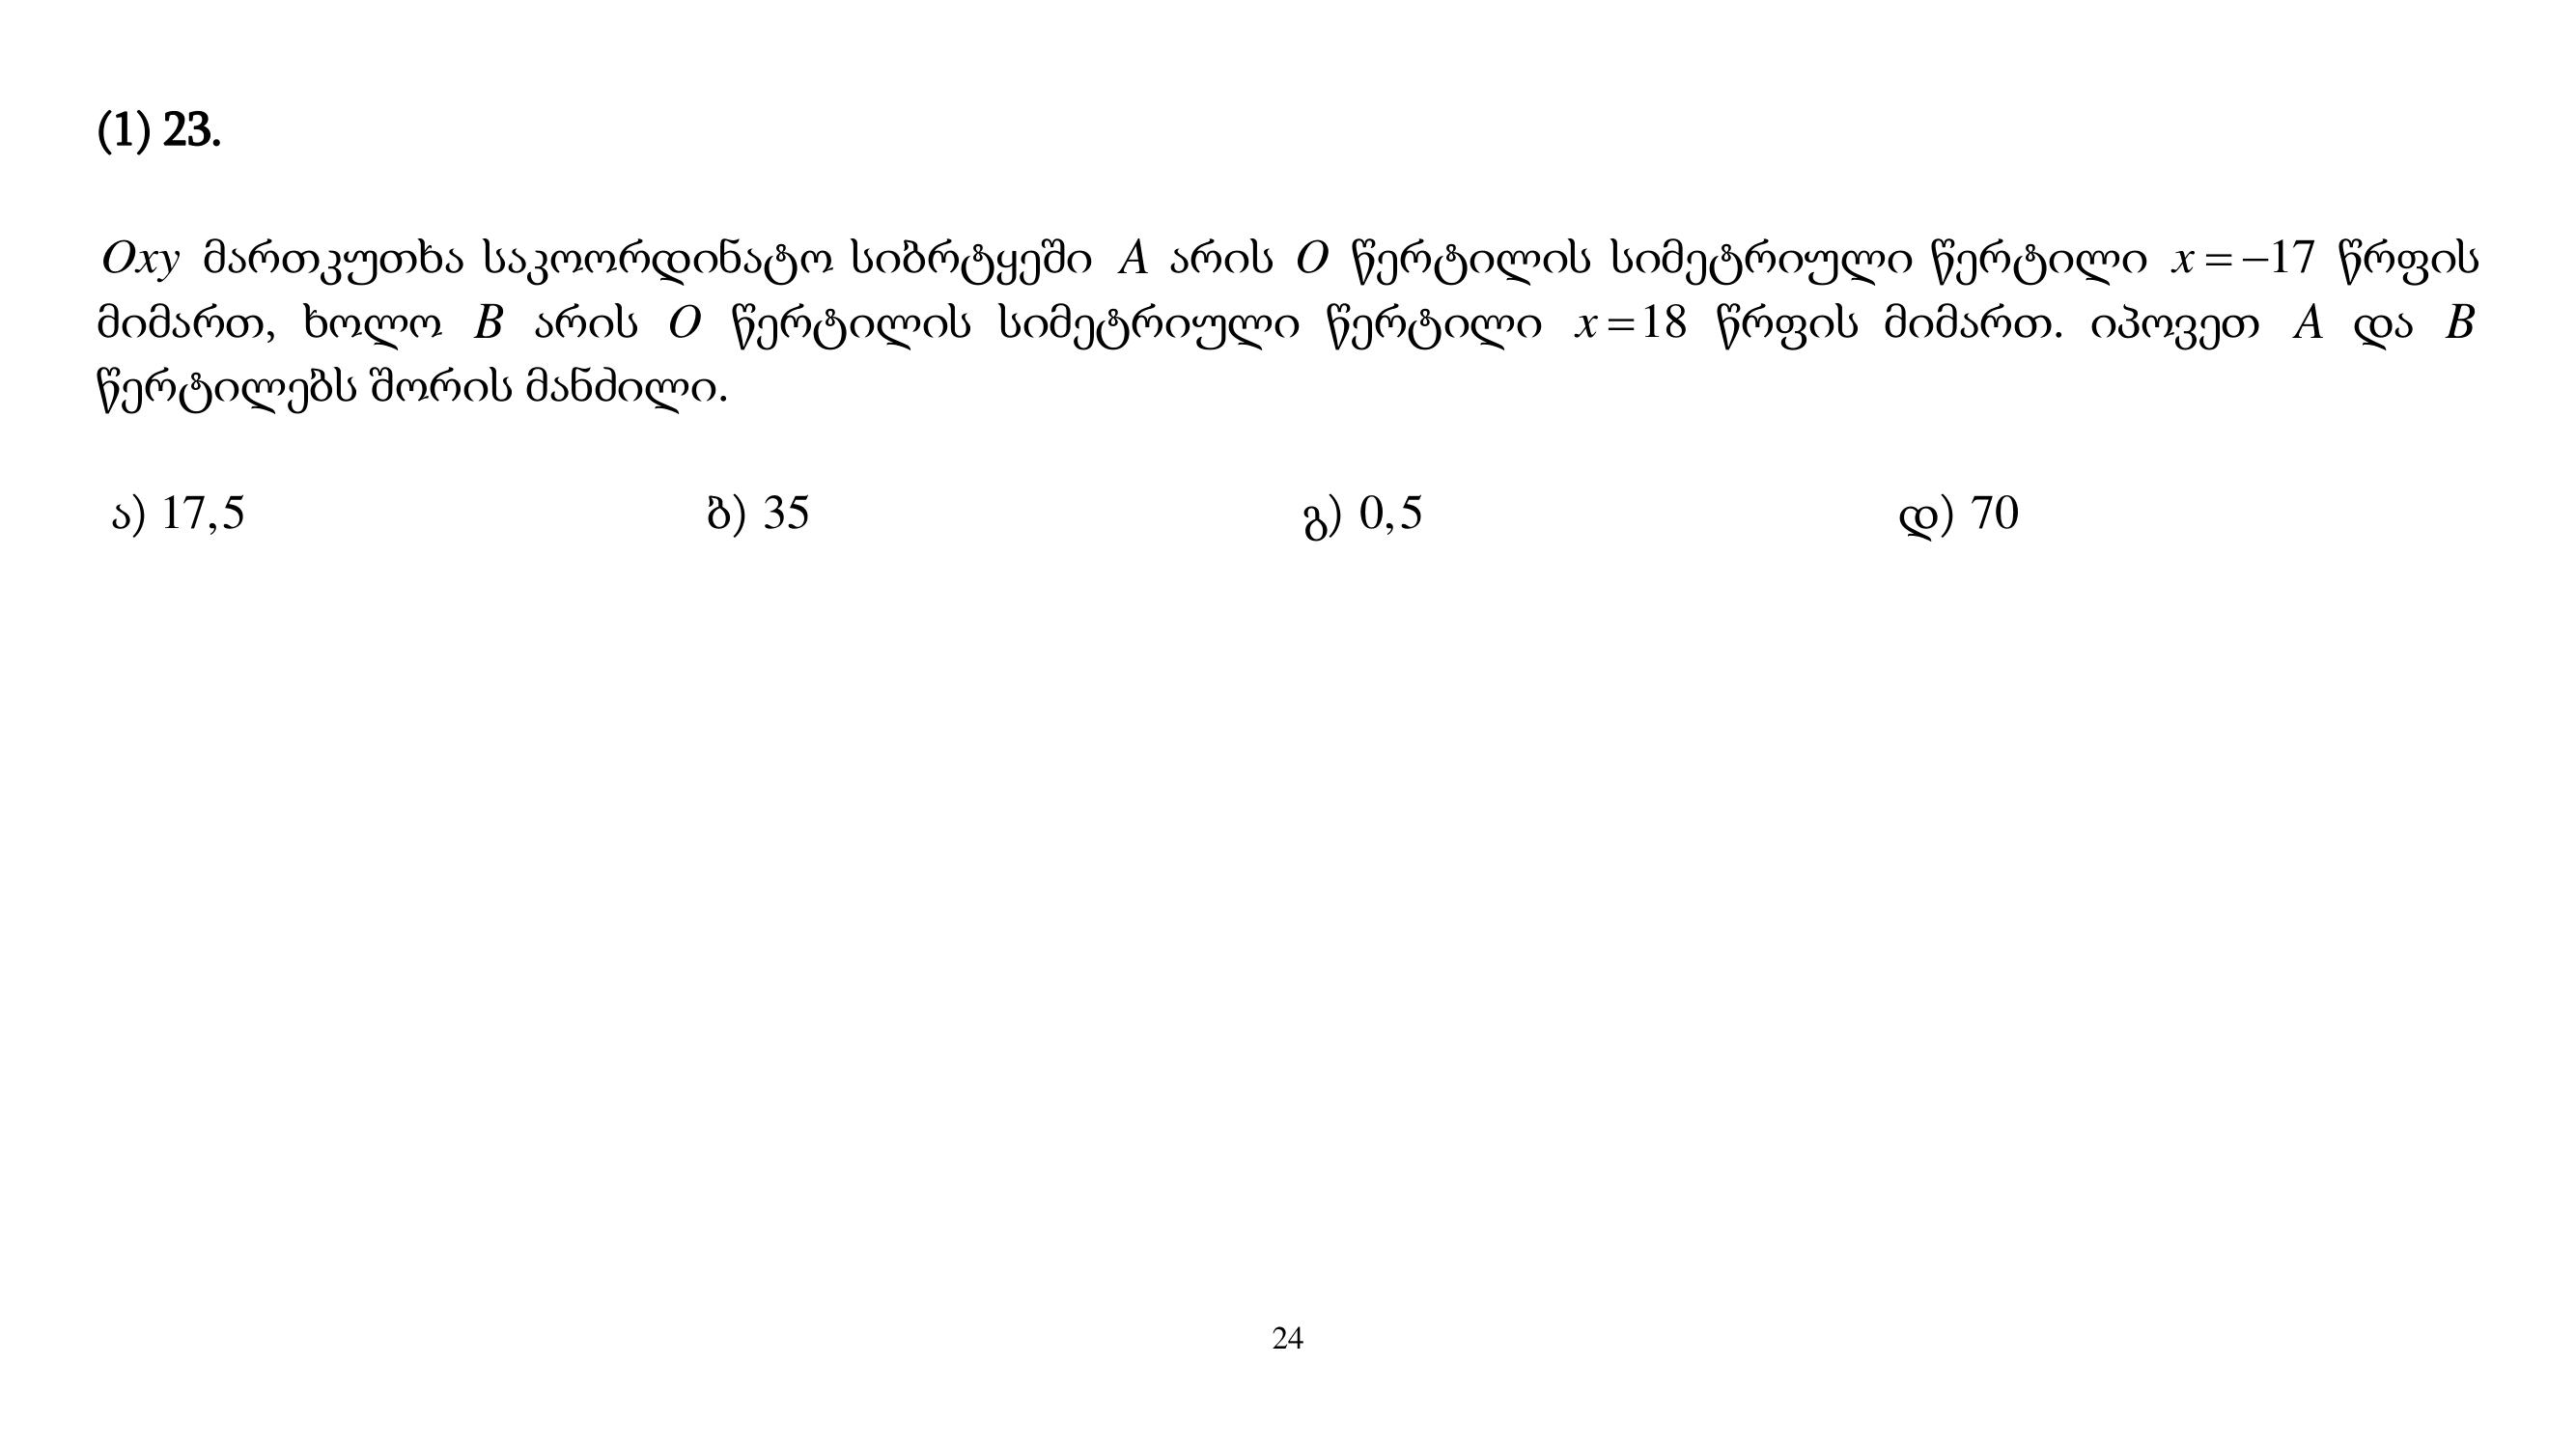 (1) 23.
Oxy მართკუთხა საკოორდინატო სიბრტყეში A არის O წერტილის სიმეტრიული წერტილი x = −17 წრფის
მიმართ, ხოლო B არის O წერტილის სიმეტრიული წერტილი x = 18 წრფის მიმართ. იპოვეთ A და B
წერტილებს შორის მანძილი.
ა) 17,5 ბ) 35 გ) 0,5 დ) 70
24